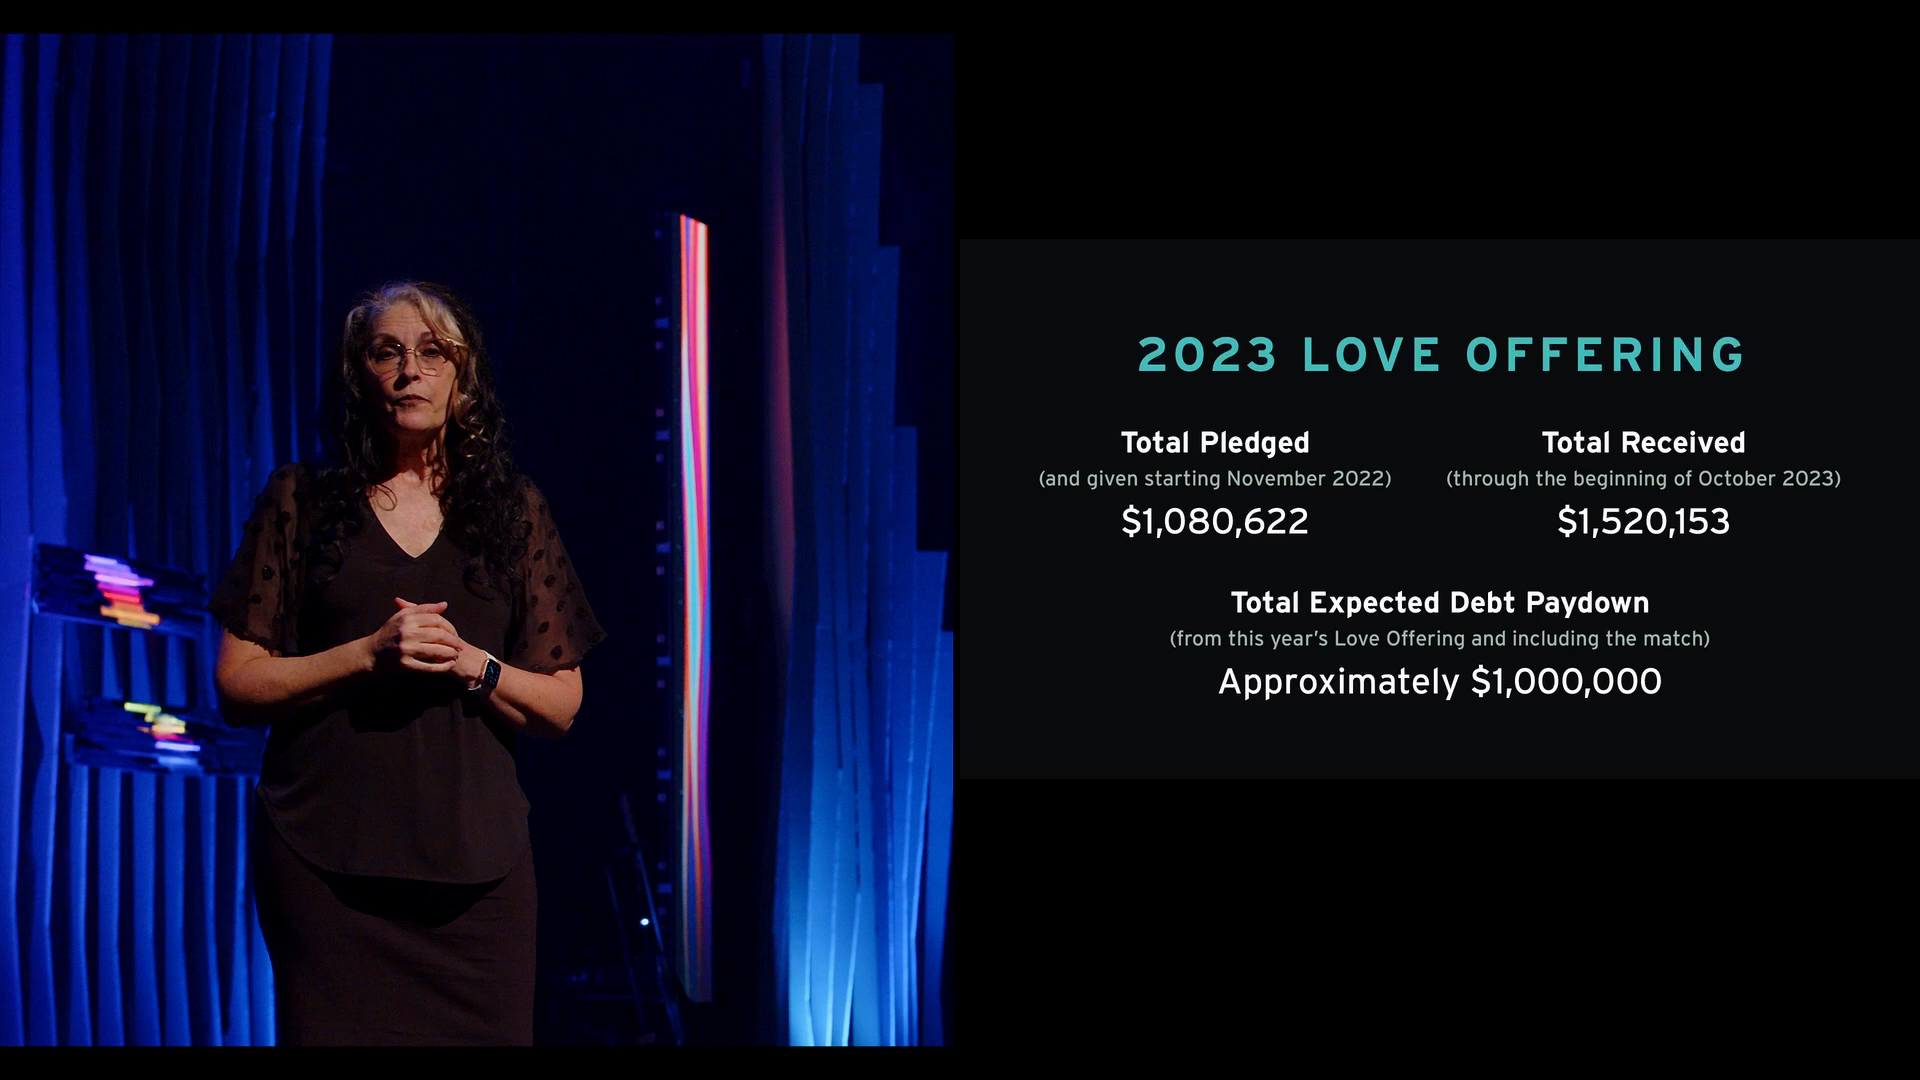 2023 LOVE OFFERING
Total Pledged
(and given starting November 2022)
$1,080,622
Total Received
(through the beginning of October 2023)
$1,520,153
Total Expected Debt Paydown
(from this year's Love Offering and including the match)
Approximately $1,000,000